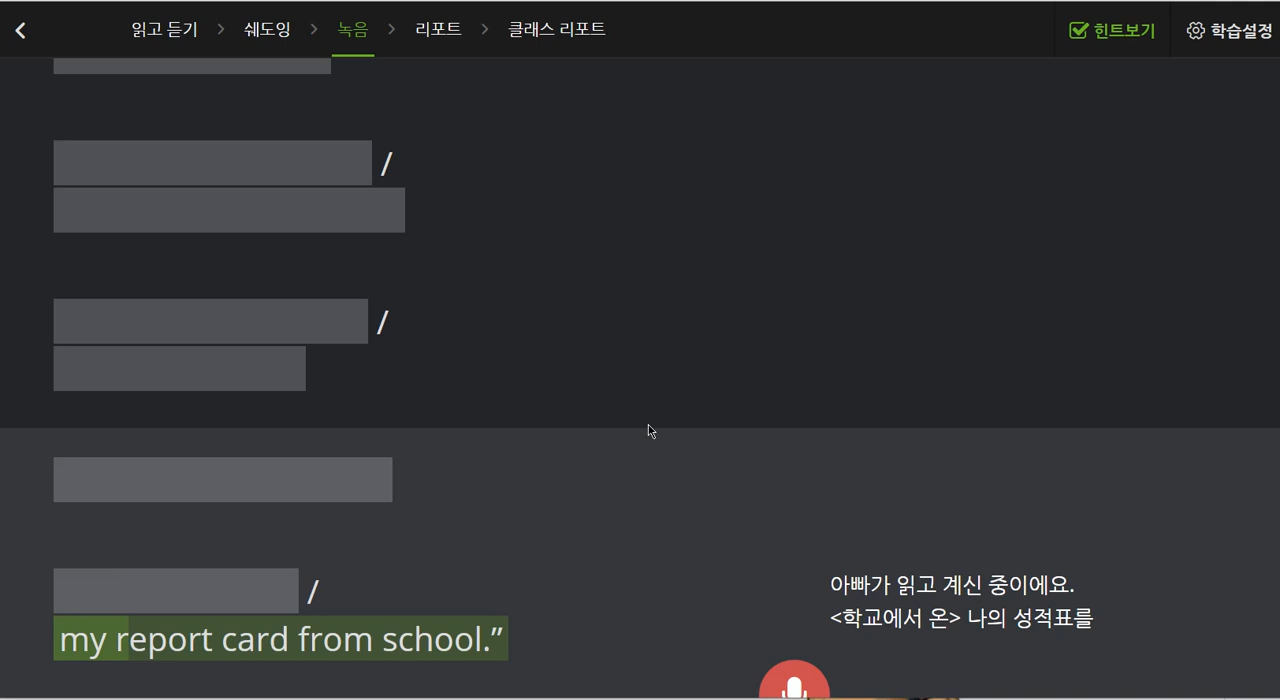 읽고 듣기 > 쉐도잉 > 녹음 > 리포트 > 클래스 리포트
힌트보기
학습설정
/
/
/
my report card from school.”
아빠가 읽고 계신 중이에요.
<학교에서 온> 나의 성적표를